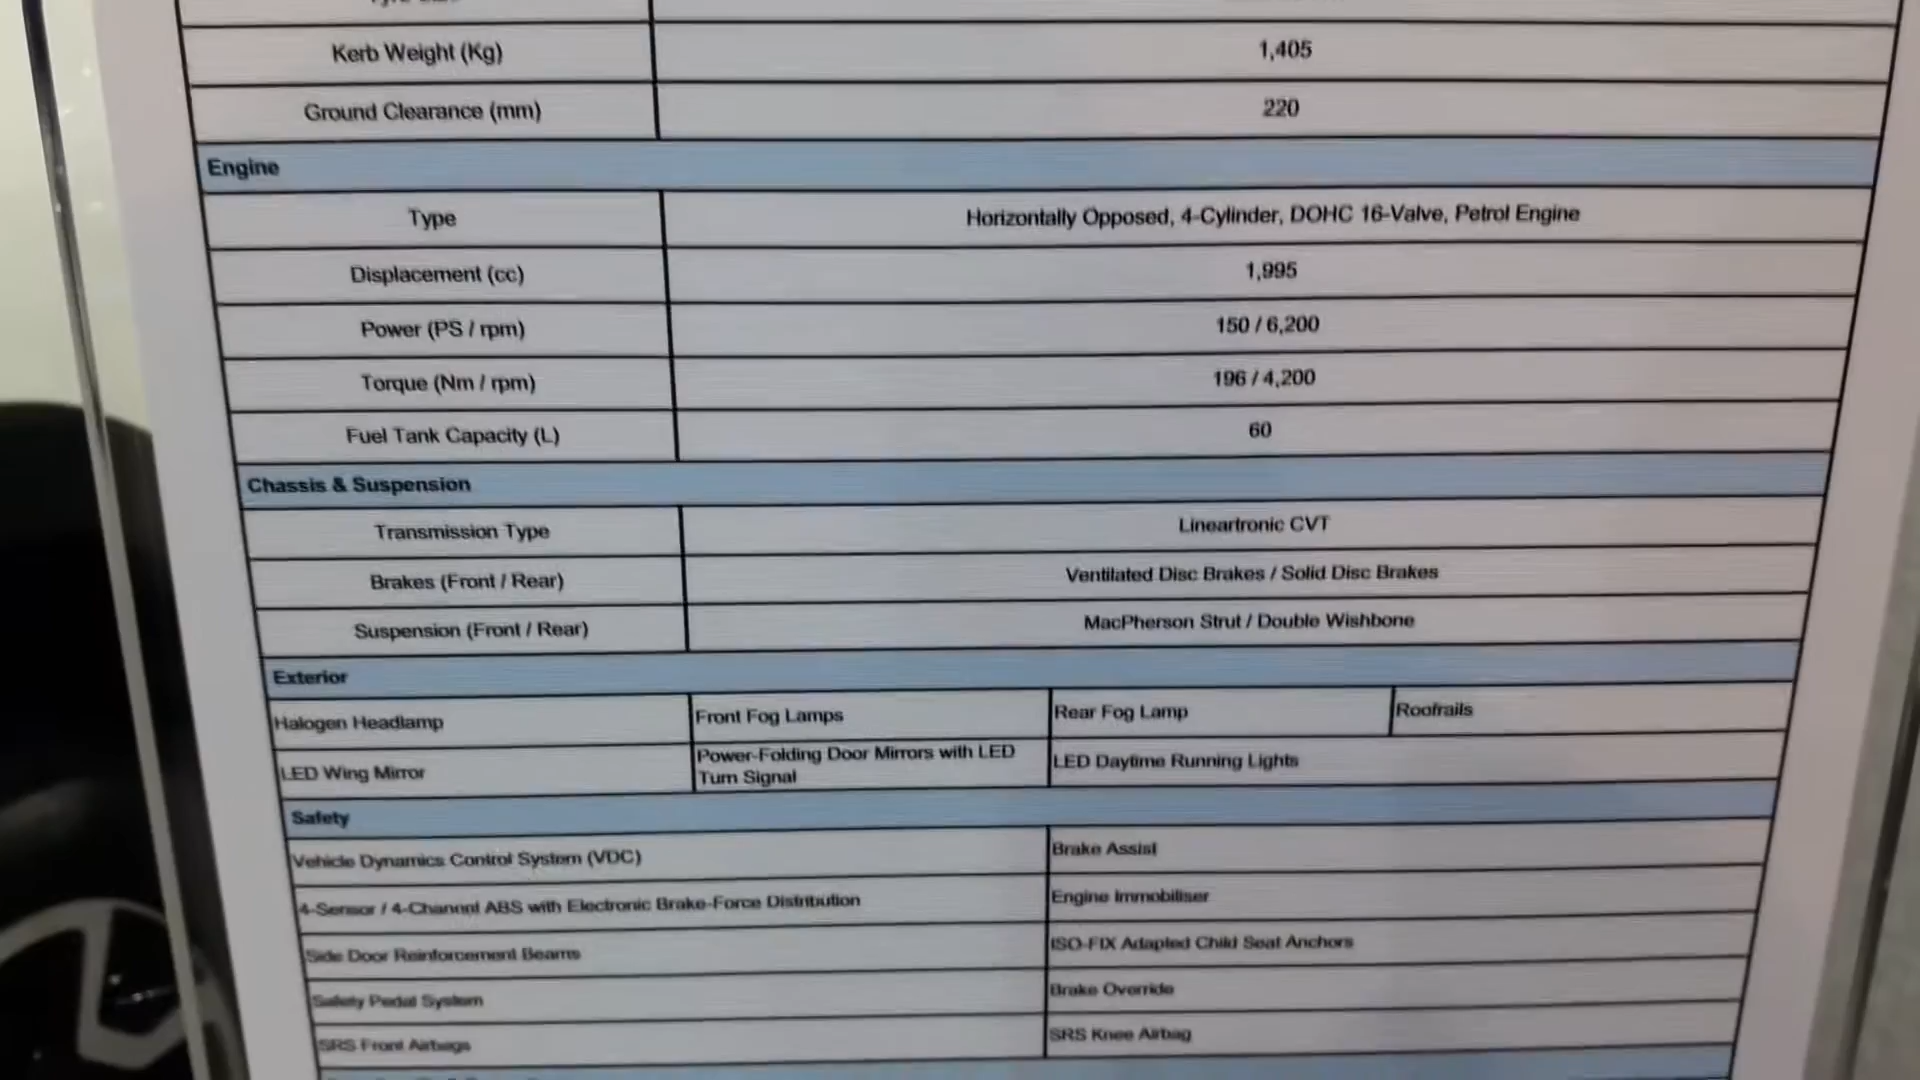 Kerb Weight (Kg) 1,405
Ground Clearance (mm) 220
Engine
Type Horizontally Opposed, 4-Cylinder, DOHC 16-Valve, Petrol Engine
Displacement (cc) 1,995
Power (PS / rpm) 150 / 6,200
Torque (Nm / rpm) 196 / 4,200
Fuel Tank Capacity (L) 60
Chassis & Suspension
Transmission Type Lineartronic CVT
Brakes (Front / Rear) Ventilated Disc Brakes / Solid Disc Brakes
Suspension (Front / Rear) MacPherson Strut / Double Wishbone
Exterior
Halogen Headlamp Front Fog Lamps Rear Fog Lamp Roofrails
LED Wing Mirror Power-Folding Door Mirrors with LED
Turn Signal LED Daytime Running Lights
Safety
Vehicle Dynamics Control System (VDC) Brake Assist
4-Sensor / 4-Channel ABS with Electronic Brake-Force Distribution Engine Immobiliser
Side Door Reinforcement Beams ISO-FIX Adapted Child Seat Anchors
Safety Pedal System Brake Override
SRS Front Airbags SRS Knee Airbag